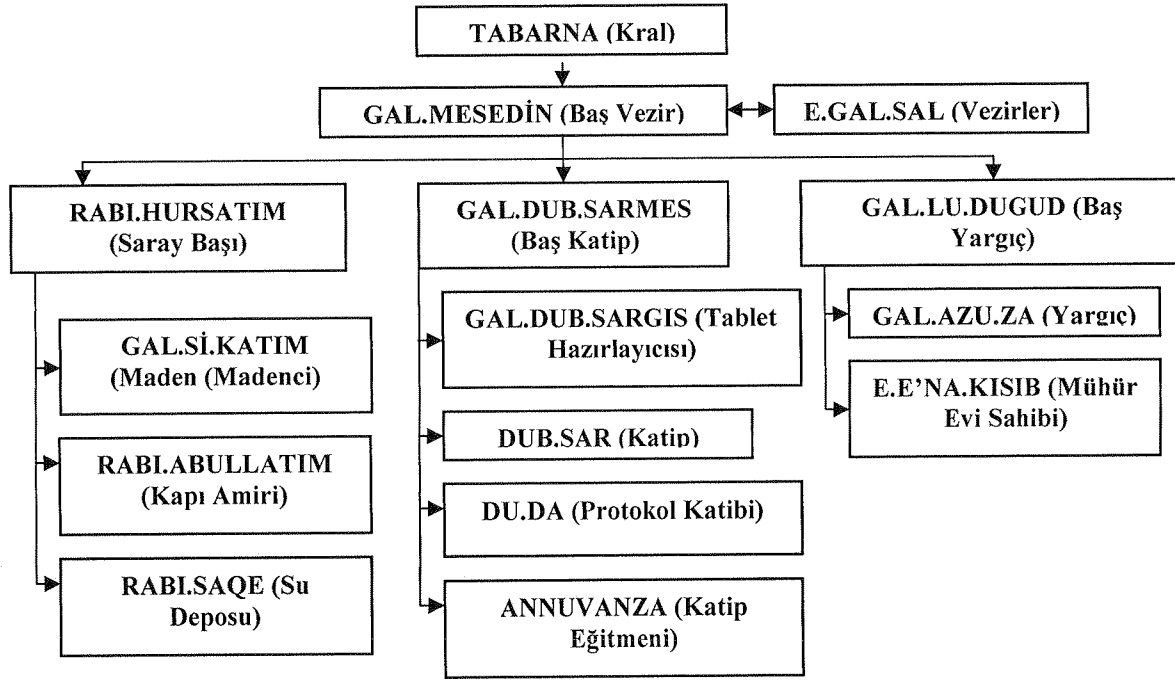 TABARNA (Kral)
GAL.MESEDİN (Baş Vezir)
E.GAL.SAL (Vezirler)
RABI.HURSATIM
(Saray Başı)
GAL.DUB.SARMES
(Baş Katip)
GAL.LU.DUGUD (Baş
Yargıç)
GAL.Sİ.KATIM
(Maden (Madenci)
RABI.ABULLATIM
(Kapı Amiri)
RABI.SAQE (Su
Deposu)
GAL.DUB.SARGIS (Tablet
Hazırlayıcısı)
DUB.SAR (Katip)
DU.DA (Protokol Katibi)
ANNUVANZA (Katip
Eğitmeni)
GAL.AZU.ZA (Yargıç)
E.E’NA.KISIB (Mühür
Evi Sahibi)